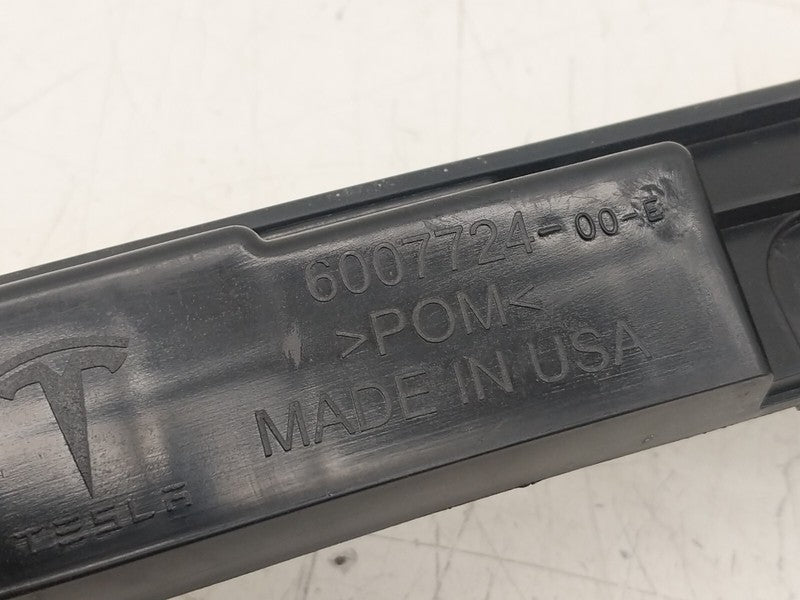 6007724-00-E
>POM<
MADE IN USA
TESLA